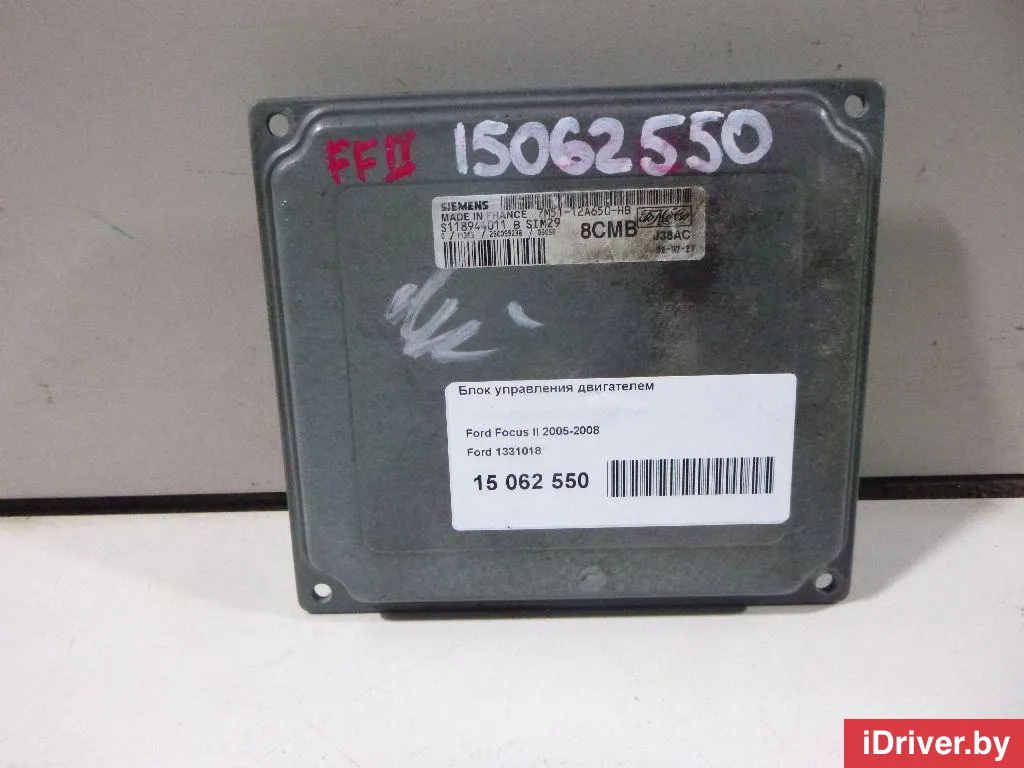 FF II 15062550
SIEMENS
MADE IN FRANCE 7M51-12A650-HB
S118944011 B SIM29
8CMB
FoMoCo
J38AC
Блок управления двигателем
Ford Focus II 2005-2008
Ford 1331018
15 062 550
iDriver.by